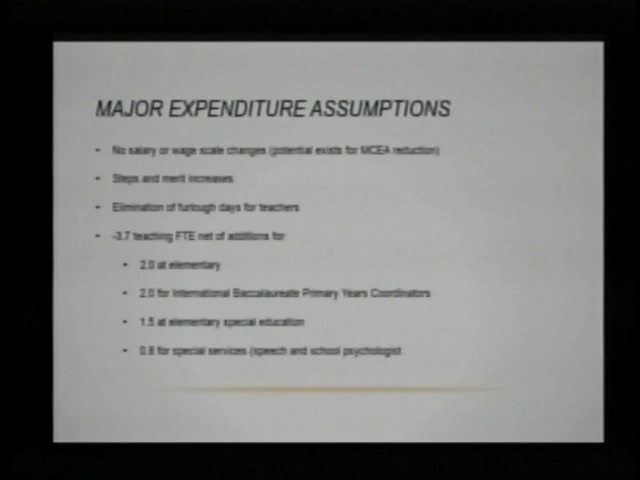 MAJOR EXPENDITURE ASSUMPTIONS
• No salary or wage scale changes (potential exists for MCEA reduction)
• Steps and merit increases
• Elimination of furlough days for teachers
• -3.7 teaching FTE net of additions for
• 2.0 at elementary
• 2.0 for International Baccalaureate Primary Years Coordinators
• 1.5 at elementary special education
• 0.8 for special services (speech and school psychologist